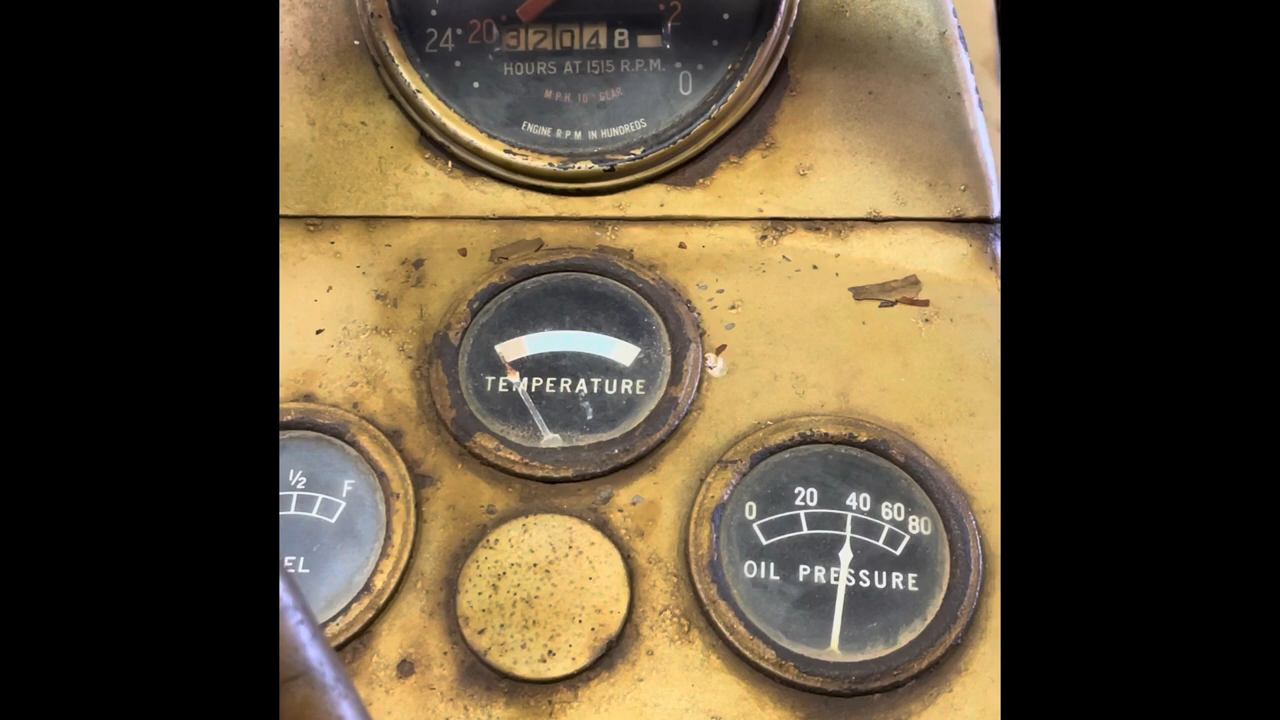 24 20 32048 2
HOURS AT 1515 R.P.M.
0
M.P.H. 10TH GEAR
ENGINE R P M IN HUNDREDS
TEMPERATURE
1/2 F
EL
0 20 40 60 80
OIL PRESSURE